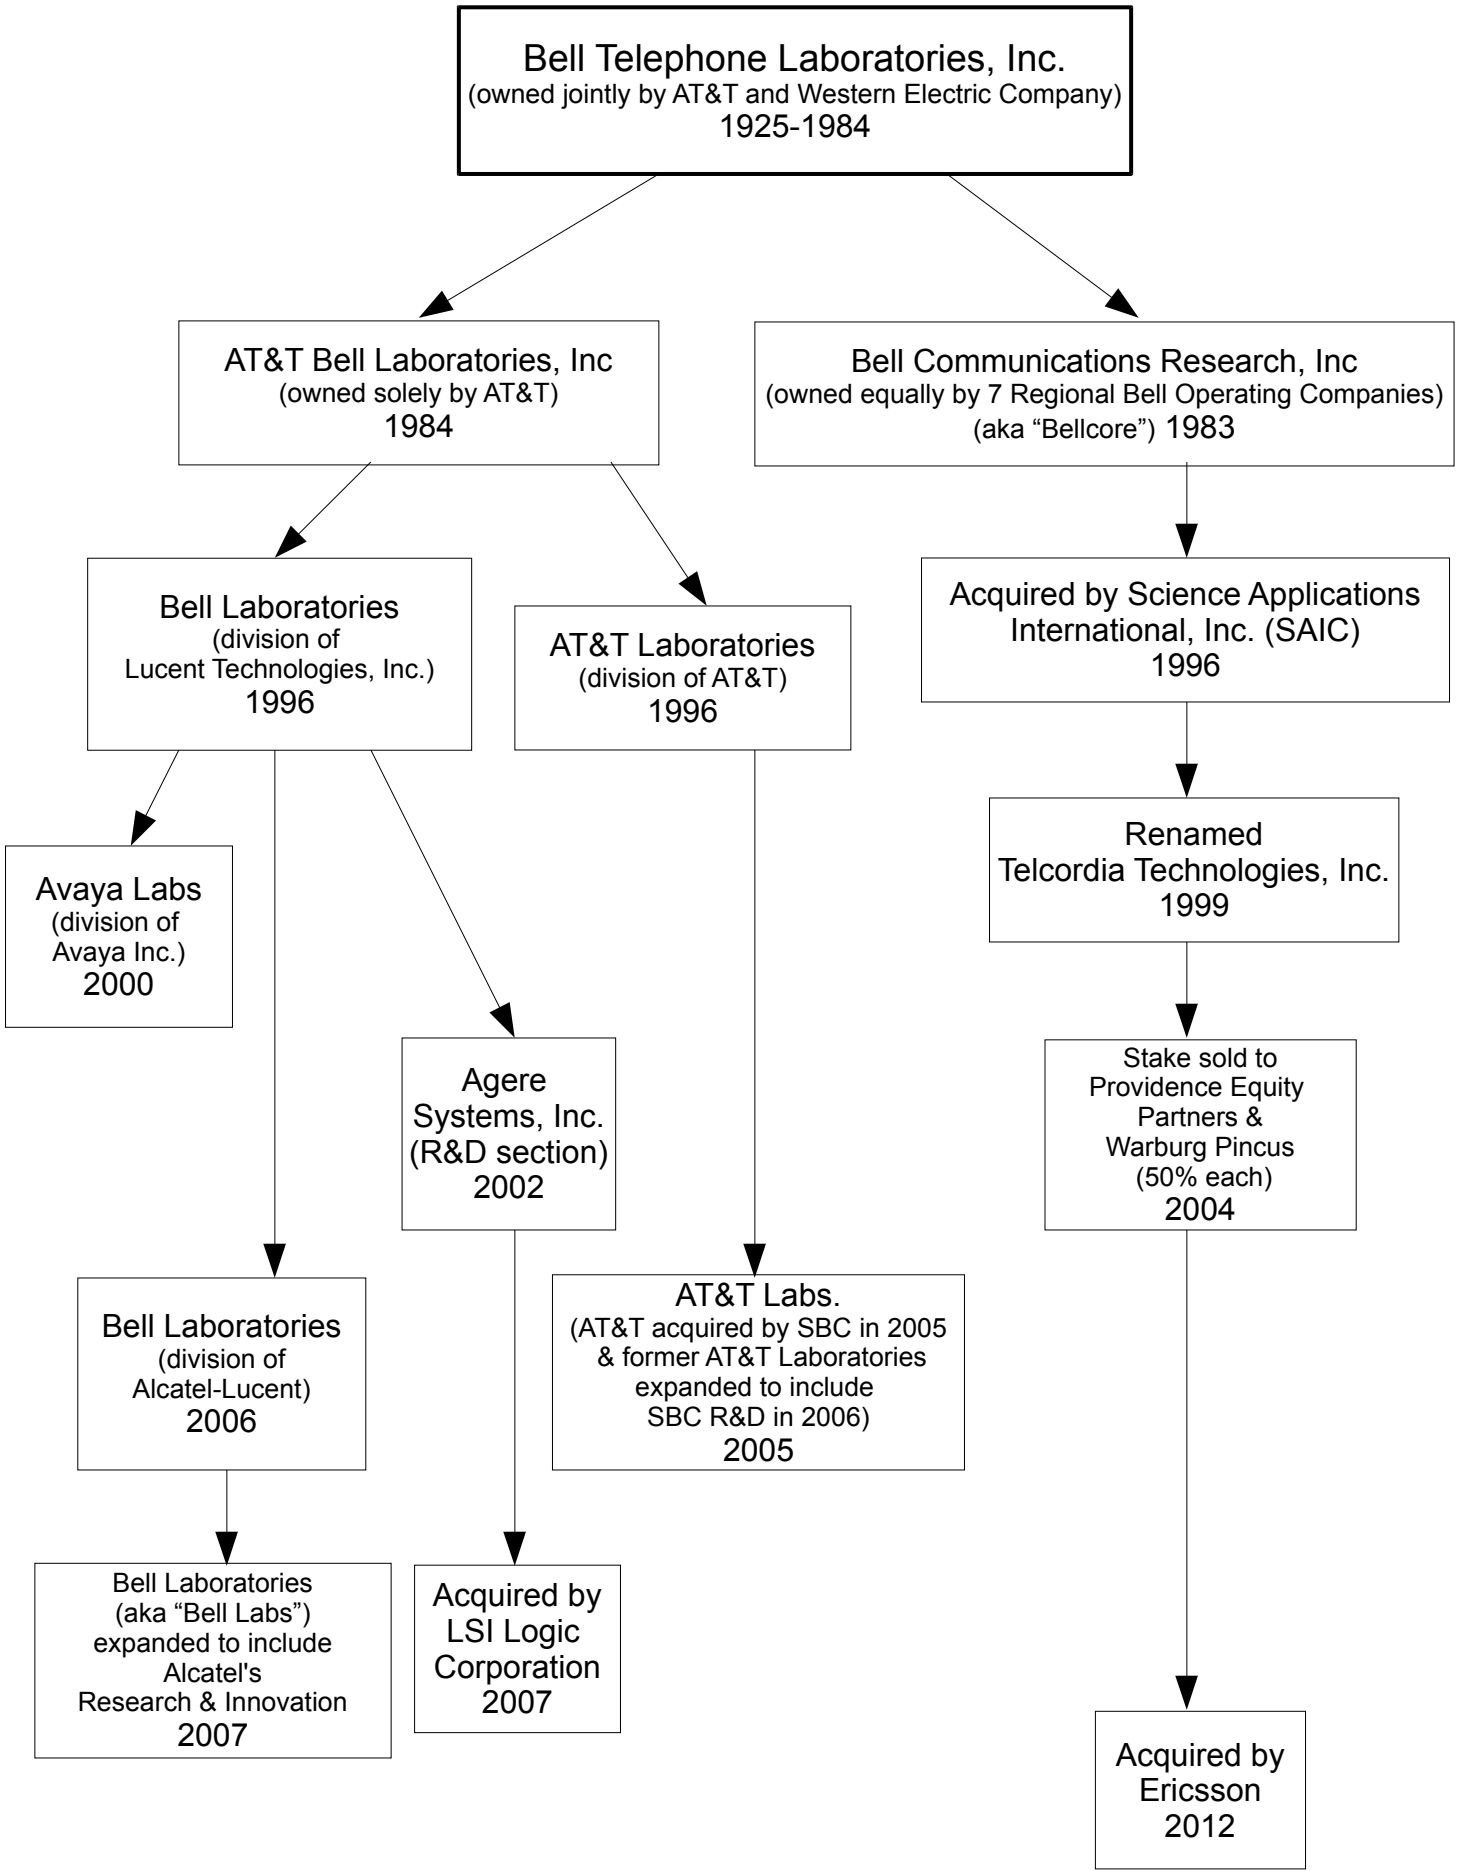 Bell Telephone Laboratories, Inc.
(owned jointly by AT&T and Western Electric Company)
1925-1984
AT&T Bell Laboratories, Inc
(owned solely by AT&T)
1984
Bell Communications Research, Inc
(owned equally by 7 Regional Bell Operating Companies)
(aka “Bellcore”) 1983
Bell Laboratories
(division of
Lucent Technologies, Inc.)
1996
AT&T Laboratories
(division of AT&T)
1996
Acquired by Science Applications
International, Inc. (SAIC)
1996
Renamed
Telcordia Technologies, Inc.
1999
Avaya Labs
(division of
Avaya Inc.)
2000
Agere
Systems, Inc.
(R&D section)
2002
Stake sold to
Providence Equity
Partners &
Warburg Pincus
(50% each)
2004
Bell Laboratories
(division of
Alcatel-Lucent)
2006
AT&T Labs.
(AT&T acquired by SBC in 2005
& former AT&T Laboratories
expanded to include
SBC R&D in 2006)
2005
Bell Laboratories
(aka “Bell Labs”)
expanded to include
Alcatel's
Research & Innovation
2007
Acquired by
LSI Logic
Corporation
2007
Acquired by
Ericsson
2012